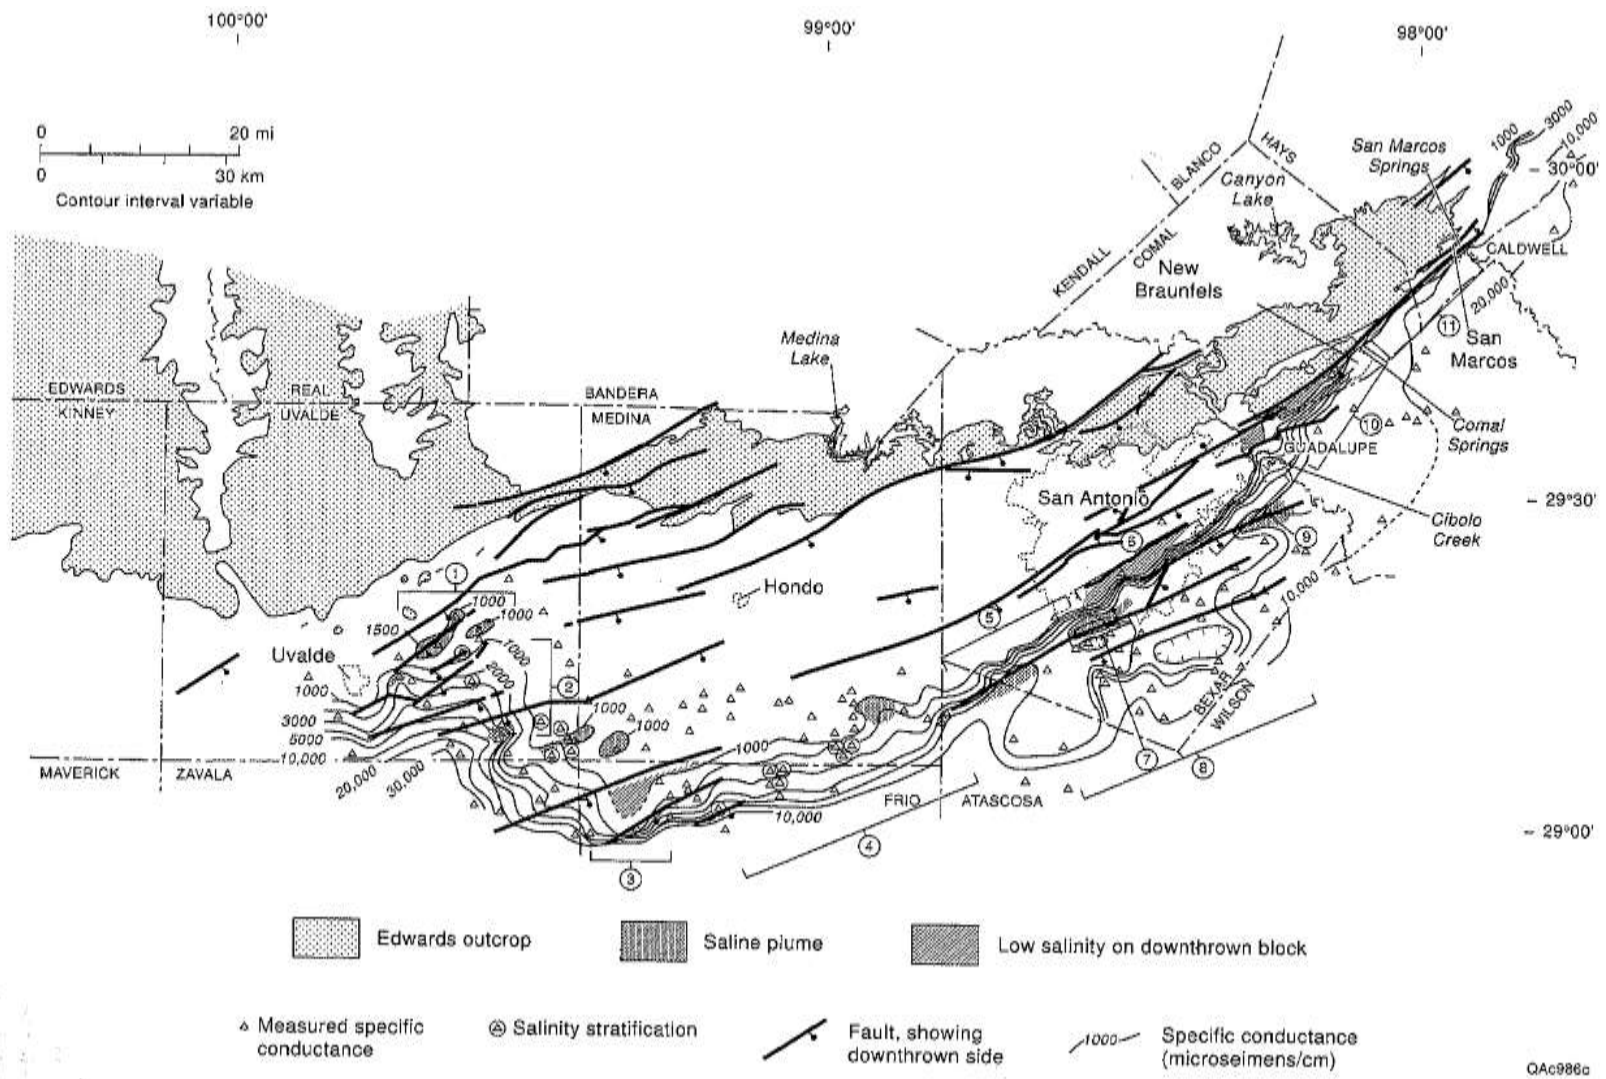 100°00'
99°00'
98°00'
0 20 mi
0 30 km
Contour interval variable
BLANCO
HAYS
San Marcos
Springs
1000
3000
10,000
30°00'
Canyon
Lake
KENDALL
COMAL
New
Braunfels
CALDWELL
20,000
11
San
Marcos
Medina
Lake
EDWARDS
KINNEY
REAL
UVALDE
BANDERA
MEDINA
10
Comal
Springs
GUADALUPE
San Antonio
29°30'
Cibolo
Creek
6
9
1
Hondo
1000
1000
1500
5
10,000
Uvalde
1000
2000
1000
2
BEXAR
WILSON
3000
5000
10,000
1000
1000
1000
7
8
MAVERICK
ZAVALA
20,000
30,000
FRIO
ATASCOSA
10,000
29°00'
4
3
Edwards outcrop
Saline plume
Low salinity on downthrown block
Measured specific
conductance
Salinity stratification
Fault, showing
downthrown side
1000
Specific conductance
(microseimens/cm)
QAc986c